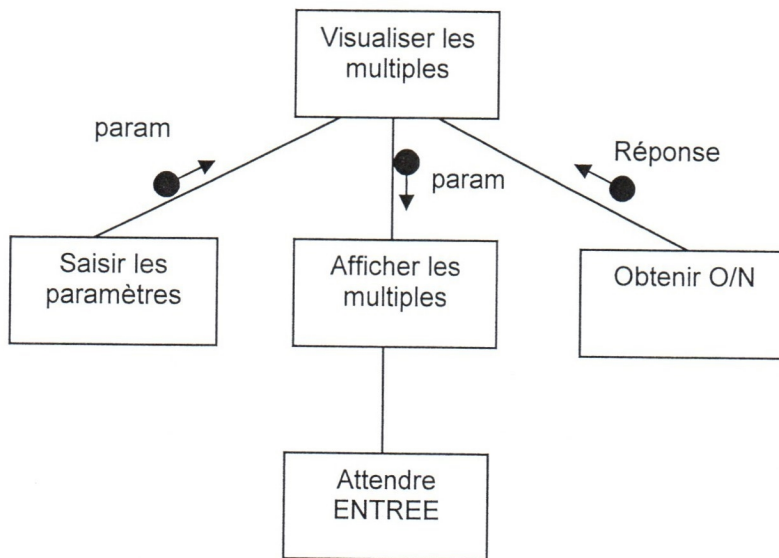 Visualiser les
multiples
param
param
Réponse
Saisir les
paramètres
Afficher les
multiples
Obtenir O/N
Attendre
ENTREE